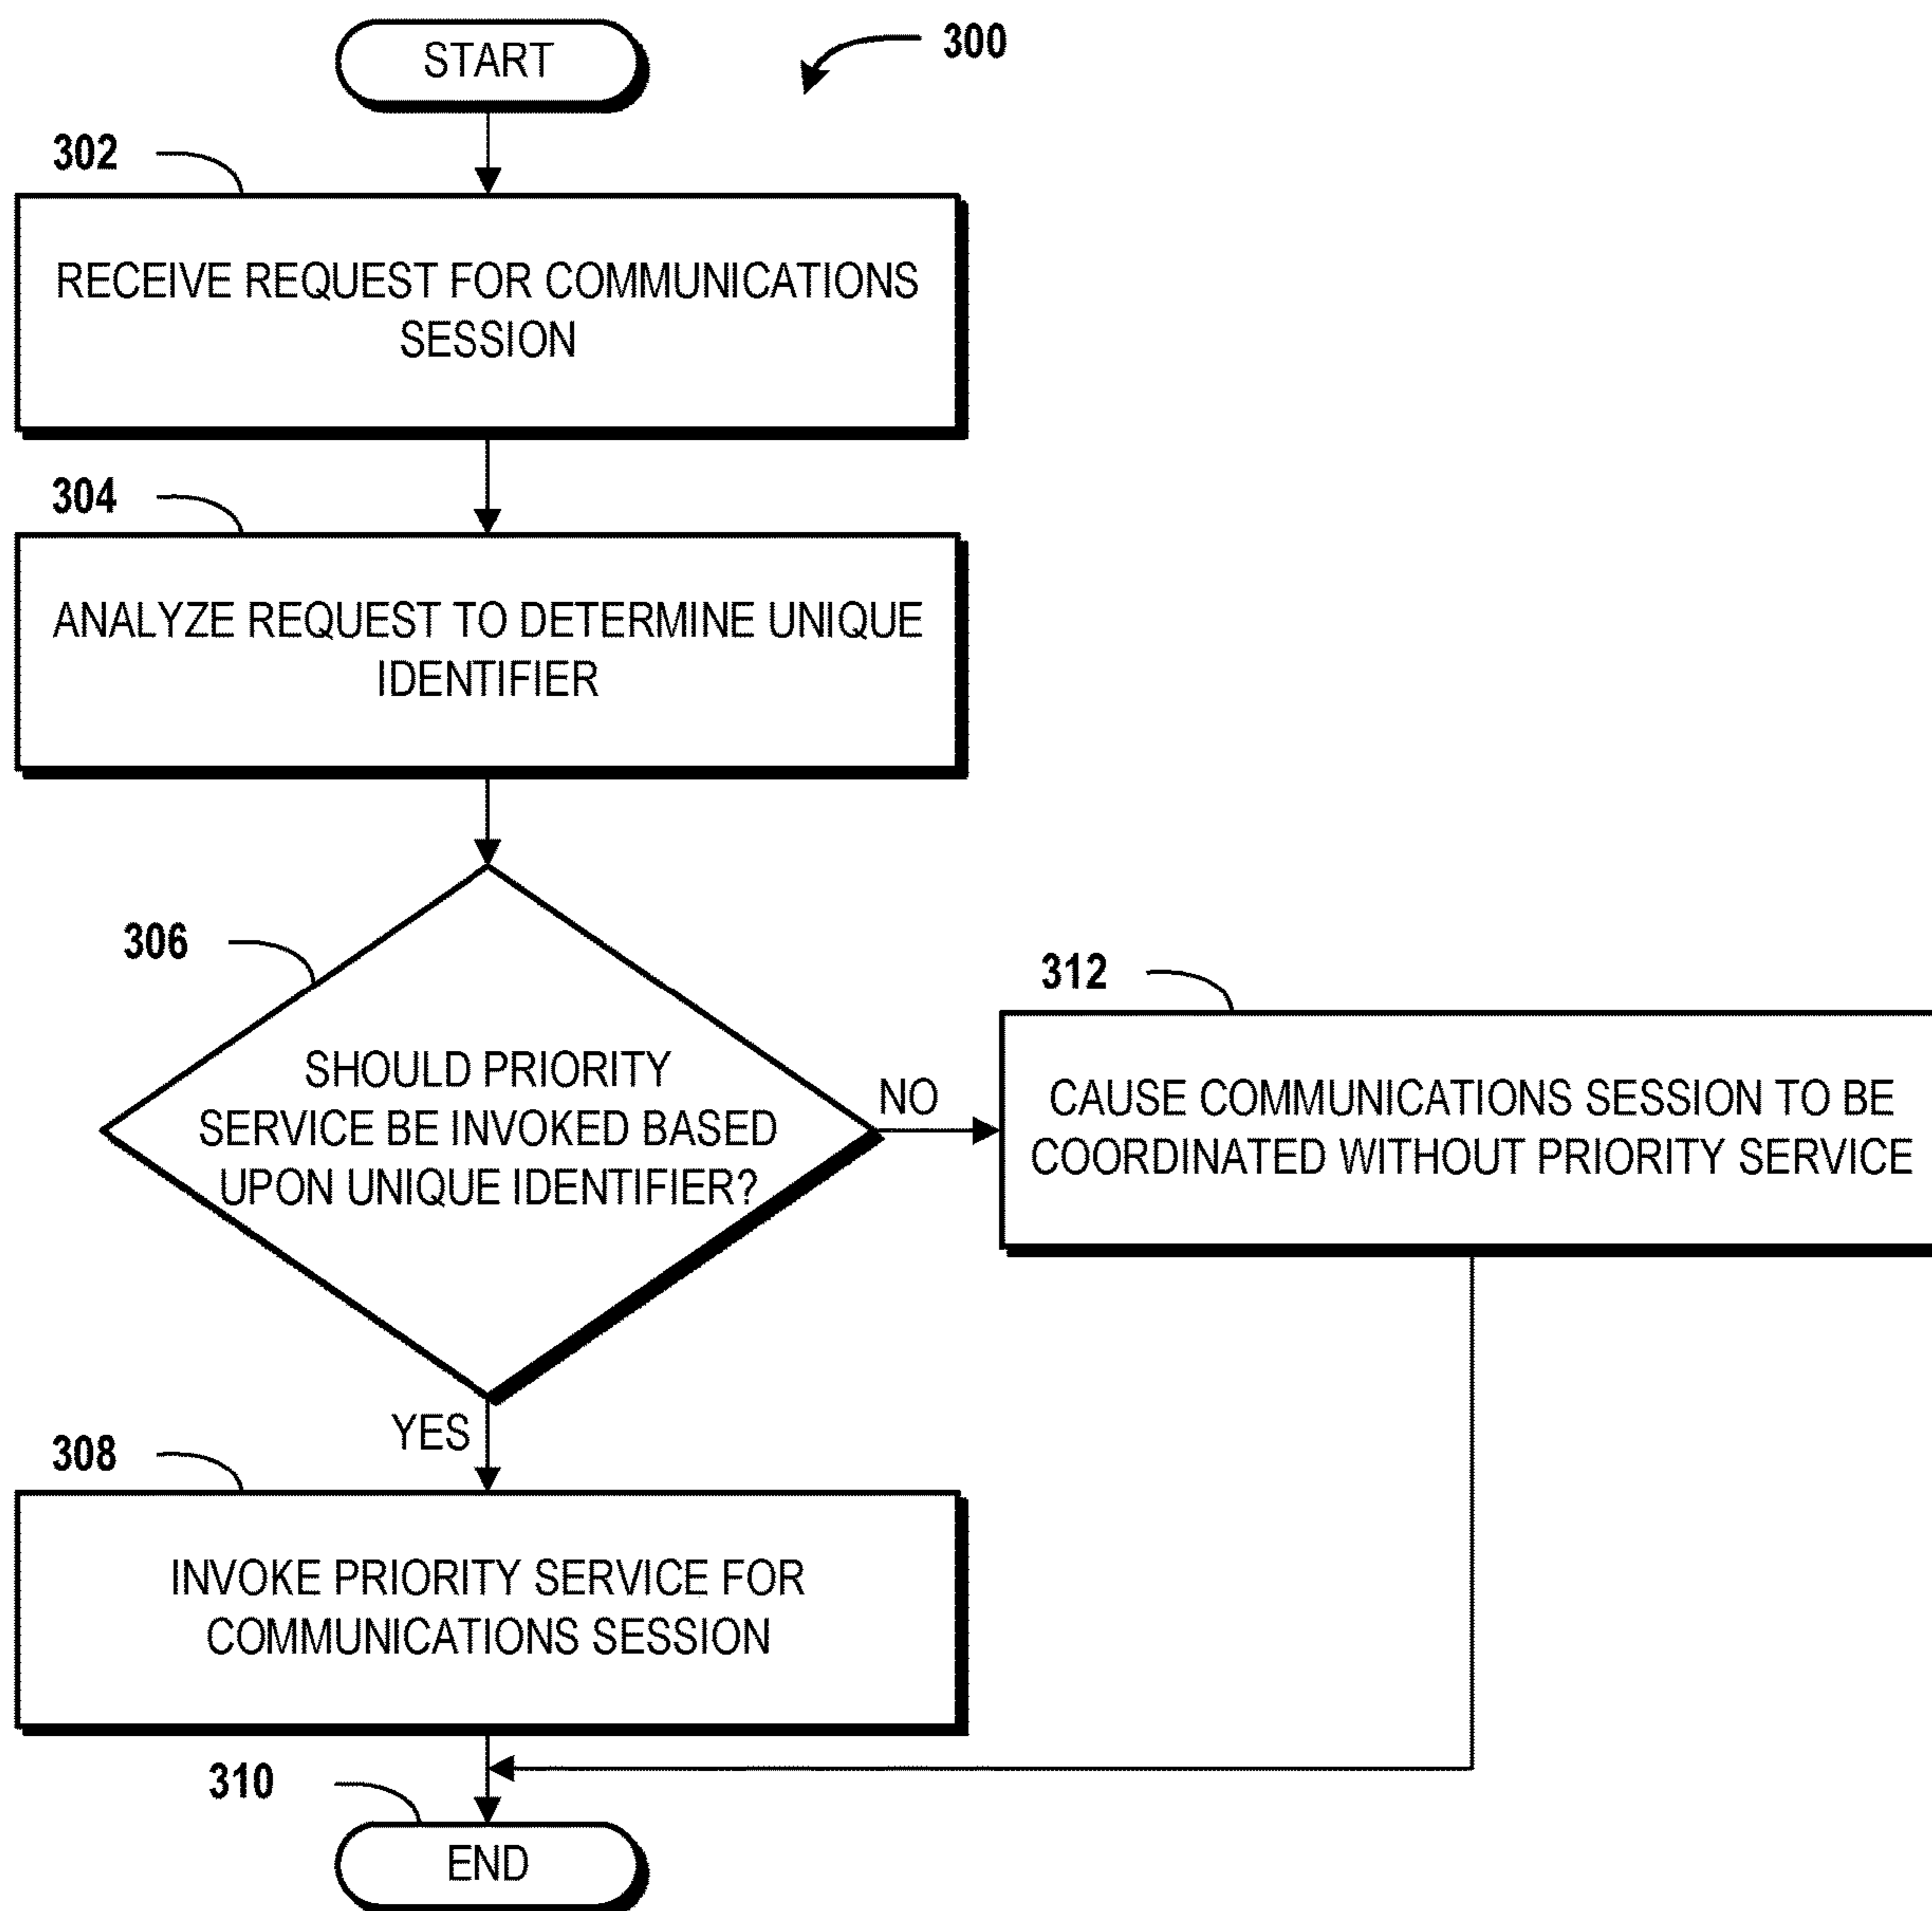 START
300
302
RECEIVE REQUEST FOR COMMUNICATIONS
SESSION
304
ANALYZE REQUEST TO DETERMINE UNIQUE
IDENTIFIER
306
SHOULD PRIORITY
SERVICE BE INVOKED BASED
UPON UNIQUE IDENTIFIER?
NO
312
CAUSE COMMUNICATIONS SESSION TO BE
COORDINATED WITHOUT PRIORITY SERVICE
YES
308
INVOKE PRIORITY SERVICE FOR
COMMUNICATIONS SESSION
310
END